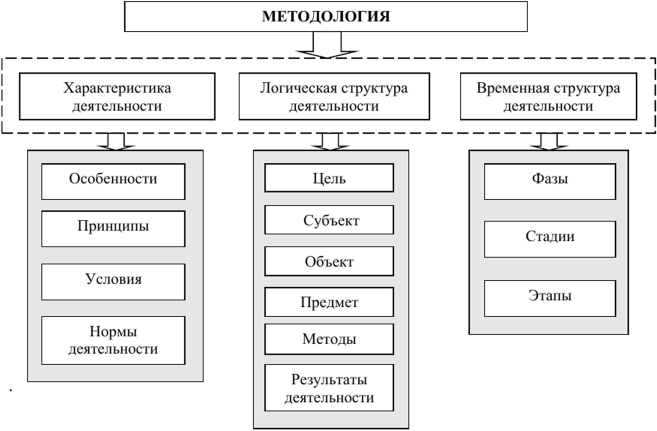 МЕТОДОЛОГИЯ
Характеристика
деятельности
Логическая структура
деятельности
Временная структура
деятельности
Особенности
Принципы
Условия
Нормы
деятельности
Цель
Субъект
Объект
Предмет
Методы
Результаты
деятельности
Фазы
Стадии
Этапы
.